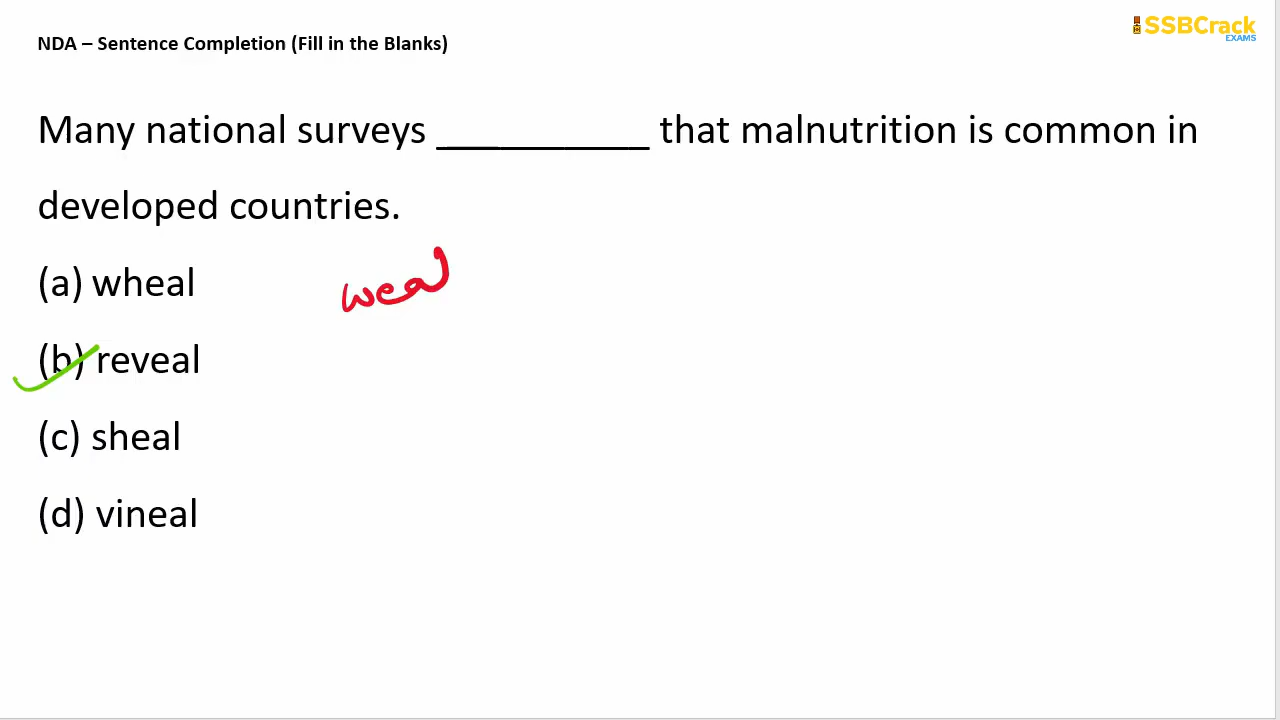 NDA – Sentence Completion (Fill in the Blanks)
SSBCrack
EXAMS
Many national surveys __________ that malnutrition is common in
developed countries.
(a) wheal
weal
(b) reveal
(c) sheal
(d) vineal